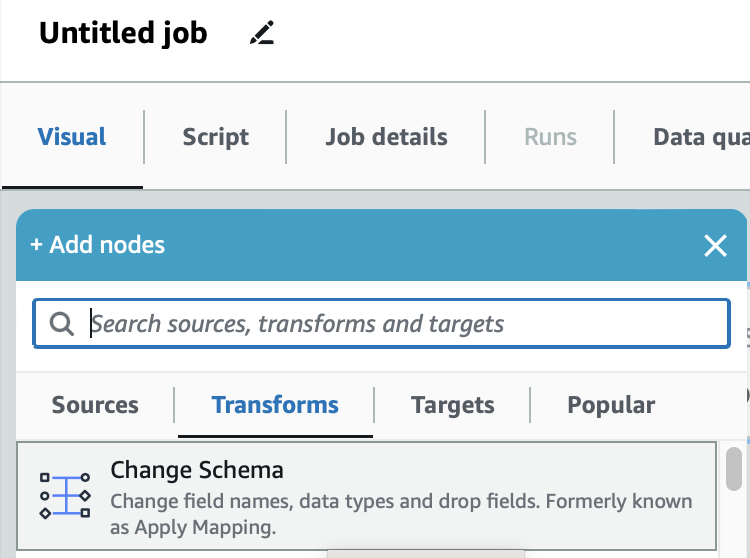 Untitled job
Visual
Script
Job details
Runs
Data qua
+ Add nodes
Search sources, transforms and targets
Sources
Transforms
Targets
Popular
Change Schema
Change field names, data types and drop fields. Formerly known
as Apply Mapping.